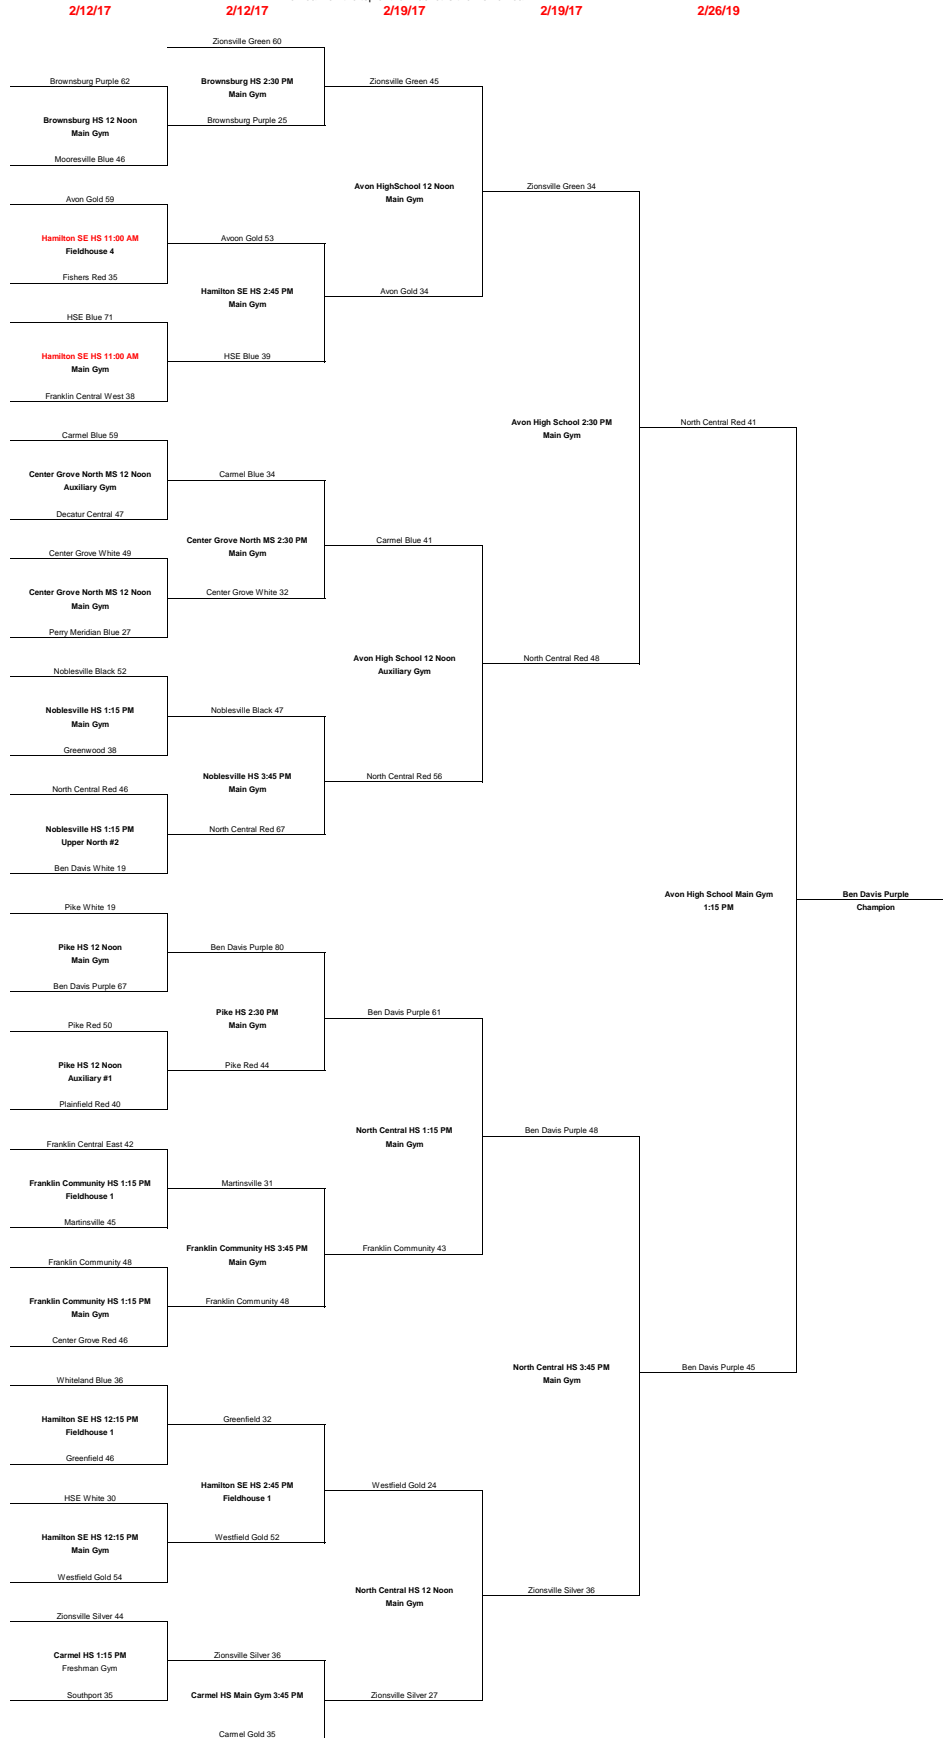 2/12/17 2/12/17 2/19/17 2/19/17 2/26/19
Zionsville Green 60
Brownsburg Purple 62 Brownsburg HS 2:30 PM Zionsville Green 45
Main Gym
Brownsburg HS 12 Noon Brownsburg Purple 25
Main Gym
Mooresville Blue 46
Avon HighSchool 12 Noon Zionsville Green 34
Avon Gold 59 Main Gym
Hamilton SE HS 11:00 AM Avoon Gold 53
Fieldhouse 4
Fishers Red 35
Hamilton SE HS 2:45 PM Avon Gold 34
Main Gym
HSE Blue 71
Hamilton SE HS 11:00 AM HSE Blue 39
Main Gym
Franklin Central West 38
Avon High School 2:30 PM North Central Red 41
Carmel Blue 59 Main Gym
Center Grove North MS 12 Noon Carmel Blue 34
Auxiliary Gym
Decatur Central 47
Center Grove North MS 2:30 PM Carmel Blue 41
Center Grove White 49 Main Gym
Center Grove North MS 12 Noon Center Grove White 32
Main Gym
Perry Meridian Blue 27
Avon High School 12 Noon North Central Red 48
Noblesville Black 52 Auxiliary Gym
Noblesville HS 1:15 PM Noblesville Black 47
Main Gym
Greenwood 38
Noblesville HS 3:45 PM North Central Red 56
North Central Red 46 Main Gym
Noblesville HS 1:15 PM North Central Red 67
Upper North #2
Ben Davis White 19
Avon High School Main Gym Ben Davis Purple
Pike White 19 1:15 PM Champion
Pike HS 12 Noon Ben Davis Purple 80
Main Gym
Ben Davis Purple 67
Pike HS 2:30 PM Ben Davis Purple 61
Pike Red 50 Main Gym
Pike HS 12 Noon Pike Red 44
Auxiliary #1
Plainfield Red 40
North Central HS 1:15 PM Ben Davis Purple 48
Franklin Central East 42 Main Gym
Franklin Community HS 1:15 PM Martinsville 31
Fieldhouse 1
Martinsville 45
Franklin Community HS 3:45 PM Franklin Community 43
Franklin Community 48 Main Gym
Franklin Community HS 1:15 PM Franklin Community 48
Main Gym
Center Grove Red 46
North Central HS 3:45 PM Ben Davis Purple 45
Whiteland Blue 36 Main Gym
Hamilton SE HS 12:15 PM Greenfield 32
Fieldhouse 1
Greenfield 46
Hamilton SE HS 2:45 PM Westfield Gold 24
HSE White 30 Fieldhouse 1
Hamilton SE HS 12:15 PM Westfield Gold 52
Main Gym
Westfield Gold 54
North Central HS 12 Noon Zionsville Silver 36
Main Gym
Zionsville Silver 44
Carmel HS 1:15 PM Zionsville Silver 36
Freshman Gym
Southport 35 Carmel HS Main Gym 3:45 PM Zionsville Silver 27
Carmel Gold 35